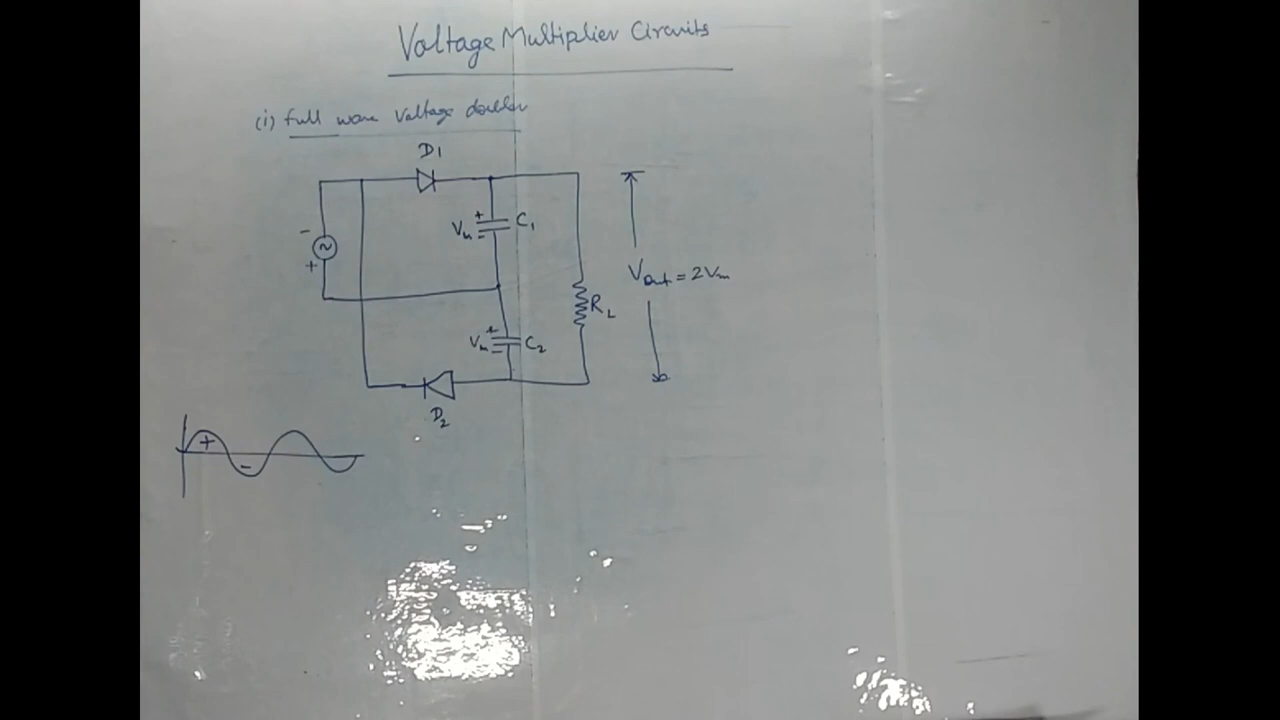 Voltage Multiplier Circuits
(i) Full wave Voltage doubler
D1
-
+
Vm + - C1
Vout = 2Vm
RL
Vm + - C2
D2
+
-